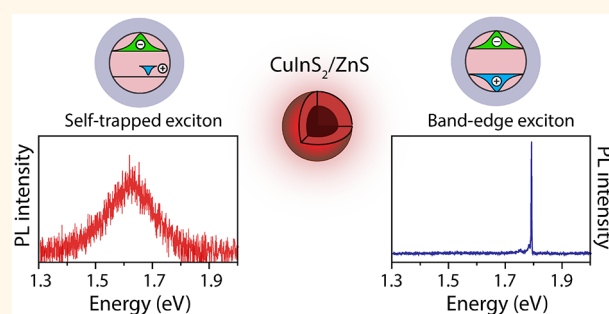 CuInS₂/ZnS
Self-trapped exciton
Band-edge exciton
PL intensity
1.3 1.5 1.7 1.9
Energy (eV)
1.3 1.5 1.7 1.9
Energy (eV)
PL intensity
− +
− +